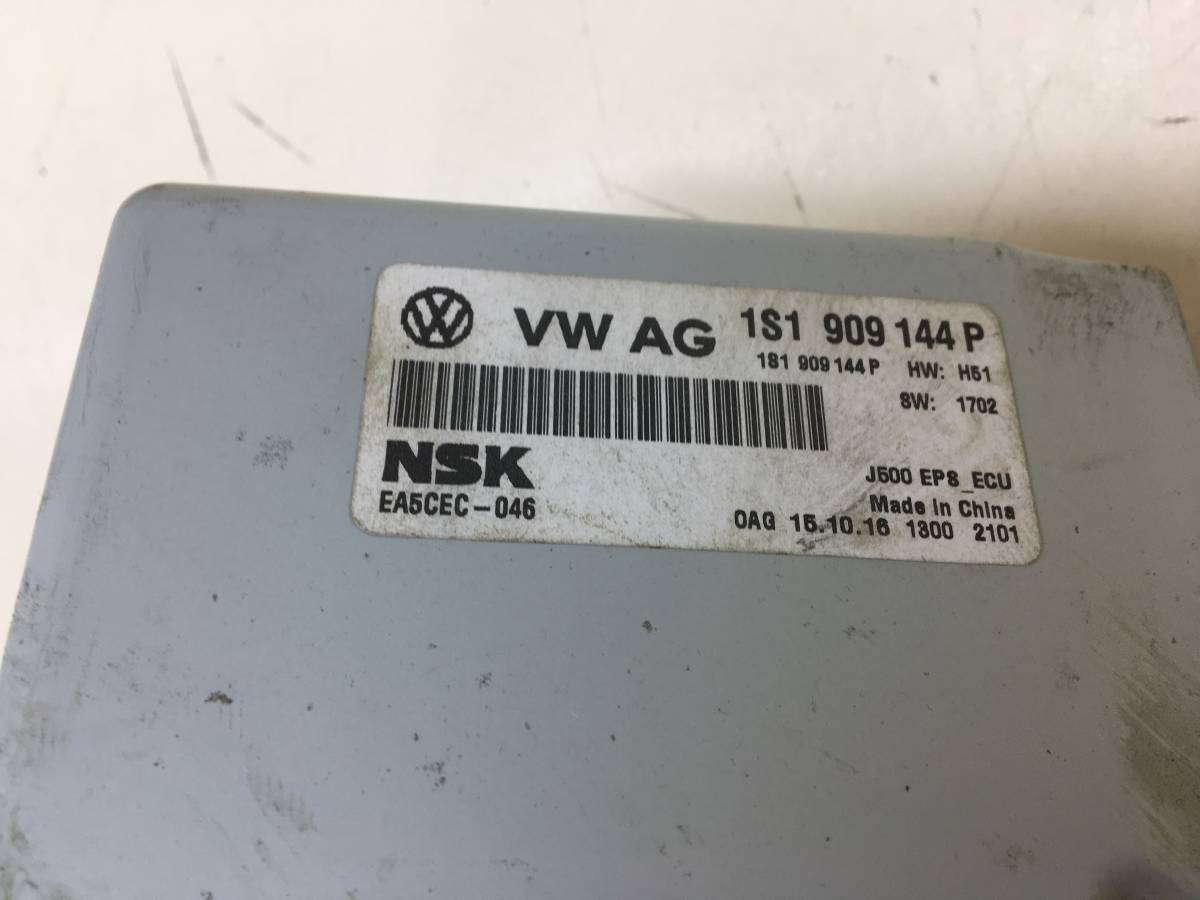 VW AG 1S1 909 144 P
1S1 909 144 P HW: H51
SW: 1702
NSK
J500 EPS_ECU
EA5CEC-046
Made in China
0AG 15.10.16 1300 2101